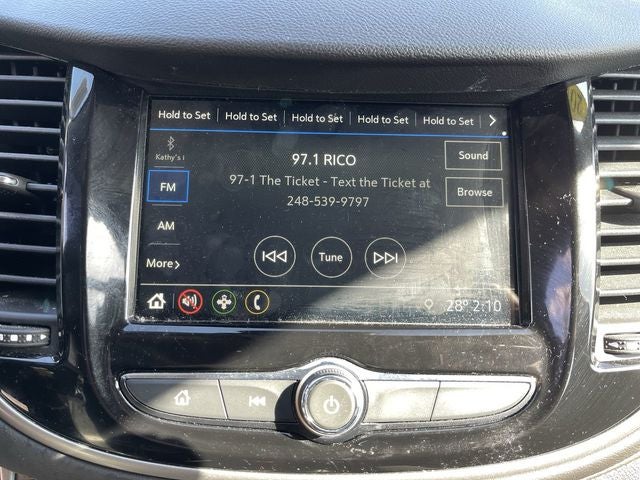 Hold to Set Hold to Set Hold to Set Hold to Set Hold to Set
Kathy's i
97.1 RICO
Sound
FM
97-1 The Ticket - Text the Ticket at
248-539-9797
Browse
AM
More
Tune
28° 2:10